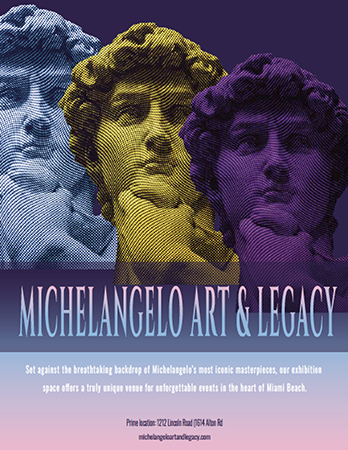 MICHELANGELO ART & LEGACY
Set against the breathtaking backdrop of Michelangelo's most iconic masterpieces, our exhibition
space offers a truly unique venue for unforgettable events in the heart of Miami Beach.
Prime location: 1212 Lincoln Road |1614 Alton Rd
michelangeloartandlegacy.com